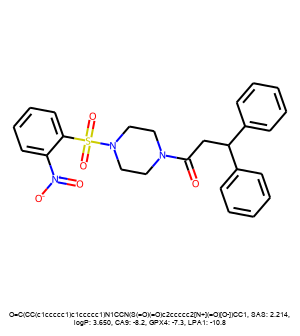 O
S
O
N
N
O
N+
O
O-
O=C(CC(c1ccccc1)c1ccccc1)N1CCN(S(=O)(=O)c2ccccc2[N+](=O)[O-])CC1, SAS: 2.214,
logP: 3.650, CA9: -8.2, GPX4: -7.3, LPA1: -10.8